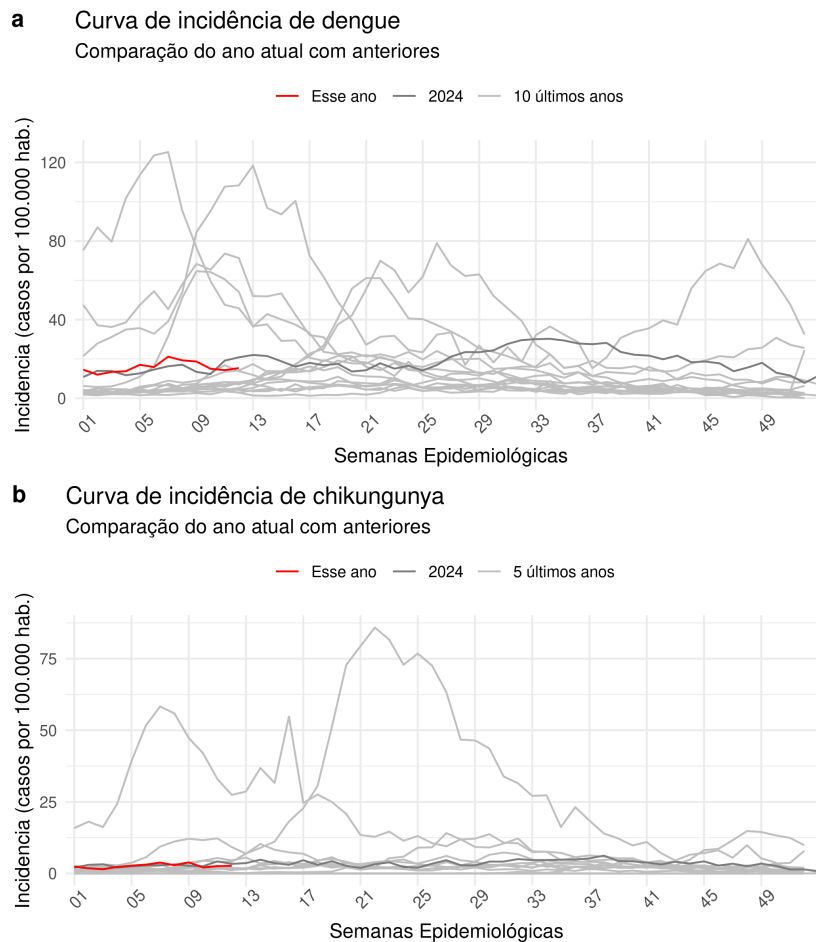 a
Curva de incidência de dengue
Comparação do ano atual com anteriores
Esse ano 2024 10 últimos anos
Incidencia (casos por 100.000 hab.)
120
80
40
0
01 05 09 13 17 21 25 29 33 37 41 45 49
Semanas Epidemiológicas
b
Curva de incidência de chikungunya
Comparação do ano atual com anteriores
Esse ano 2024 5 últimos anos
Incidencia (casos por 100.000 hab.)
75
50
25
0
01 05 09 13 17 21 25 29 33 37 41 45 49
Semanas Epidemiológicas